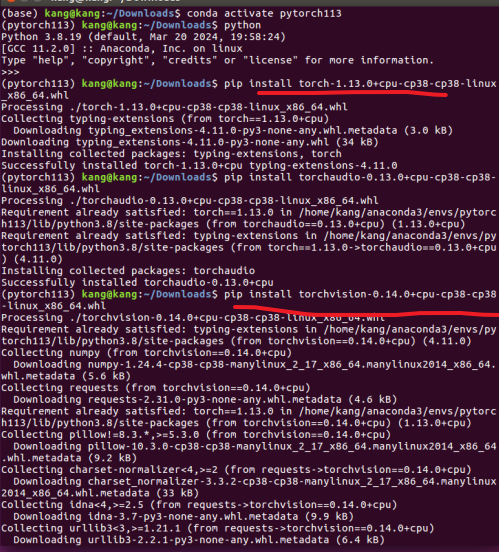 (base) kang@kang:~/Downloads$ conda activate pytorch113
(pytorch113) kang@kang:~/Downloads$ python
Python 3.8.19 (default, Mar 20 2024, 19:58:24)
[GCC 11.2.0] :: Anaconda, Inc. on linux
Type "help", "copyright", "credits" or "license" for more information.
>>>
(pytorch113) kang@kang:~/Downloads$ pip install torch-1.13.0+cpu-cp38-cp38-linux
_x86_64.whl
Processing ./torch-1.13.0+cpu-cp38-cp38-linux_x86_64.whl
Collecting typing-extensions (from torch==1.13.0+cpu)
  Downloading typing_extensions-4.11.0-py3-none-any.whl.metadata (3.0 kB)
Downloading typing_extensions-4.11.0-py3-none-any.whl (34 kB)
Installing collected packages: typing-extensions, torch
Successfully installed torch-1.13.0+cpu typing-extensions-4.11.0
(pytorch113) kang@kang:~/Downloads$ pip install torchaudio-0.13.0+cpu-cp38-cp38-
linux_x86_64.whl
Processing ./torchaudio-0.13.0+cpu-cp38-cp38-linux_x86_64.whl
Requirement already satisfied: torch==1.13.0 in /home/kang/anaconda3/envs/pytorc
h113/lib/python3.8/site-packages (from torchaudio==0.13.0+cpu) (1.13.0+cpu)
Requirement already satisfied: typing-extensions in /home/kang/anaconda3/envs/py
torch113/lib/python3.8/site-packages (from torch==1.13.0->torchaudio==0.13.0+cpu
) (4.11.0)
Installing collected packages: torchaudio
Successfully installed torchaudio-0.13.0+cpu
(pytorch113) kang@kang:~/Downloads$ pip install torchvision-0.14.0+cpu-cp38-cp38
-linux_x86_64.whl
Processing ./torchvision-0.14.0+cpu-cp38-cp38-linux_x86_64.whl
Requirement already satisfied: typing-extensions in /home/kang/anaconda3/envs/py
torch113/lib/python3.8/site-packages (from torchvision==0.14.0+cpu) (4.11.0)
Collecting numpy (from torchvision==0.14.0+cpu)
  Downloading numpy-1.24.4-cp38-cp38-manylinux_2_17_x86_64.manylinux2014_x86_64.
whl.metadata (5.6 kB)
Collecting requests (from torchvision==0.14.0+cpu)
  Downloading requests-2.31.0-py3-none-any.whl.metadata (4.6 kB)
Requirement already satisfied: torch==1.13.0 in /home/kang/anaconda3/envs/pytorc
h113/lib/python3.8/site-packages (from torchvision==0.14.0+cpu) (1.13.0+cpu)
Collecting pillow!=8.3.*,>=5.3.0 (from torchvision==0.14.0+cpu)
  Downloading pillow-10.3.0-cp38-cp38-manylinux_2_17_x86_64.manylinux2014_x86_64
.whl.metadata (9.2 kB)
Collecting charset-normalizer<4,>=2 (from requests->torchvision==0.14.0+cpu)
  Downloading charset_normalizer-3.3.2-cp38-cp38-manylinux_2_17_x86_64.manylinux
2014_x86_64.whl.metadata (33 kB)
Collecting idna<4,>=2.5 (from requests->torchvision==0.14.0+cpu)
  Downloading idna-3.7-py3-none-any.whl.metadata (9.9 kB)
Collecting urllib3<3,>=1.21.1 (from requests->torchvision==0.14.0+cpu)
  Downloading urllib3-2.2.1-py3-none-any.whl.metadata (6.4 kB)